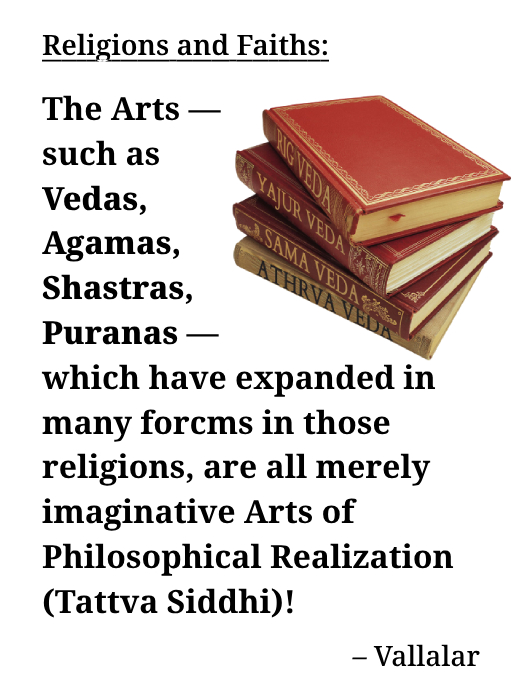 Religions and Faiths:
The Arts —
such as
Vedas,
Agamas,
Shastras,
Puranas —
which have expanded in
many forcms in those
religions, are all merely
imaginative Arts of
Philosophical Realization
(Tattva Siddhi)!
– Vallalar
RIG VEDA
YAJUR VEDA
SAMA VEDA
ATHRVA VEDA